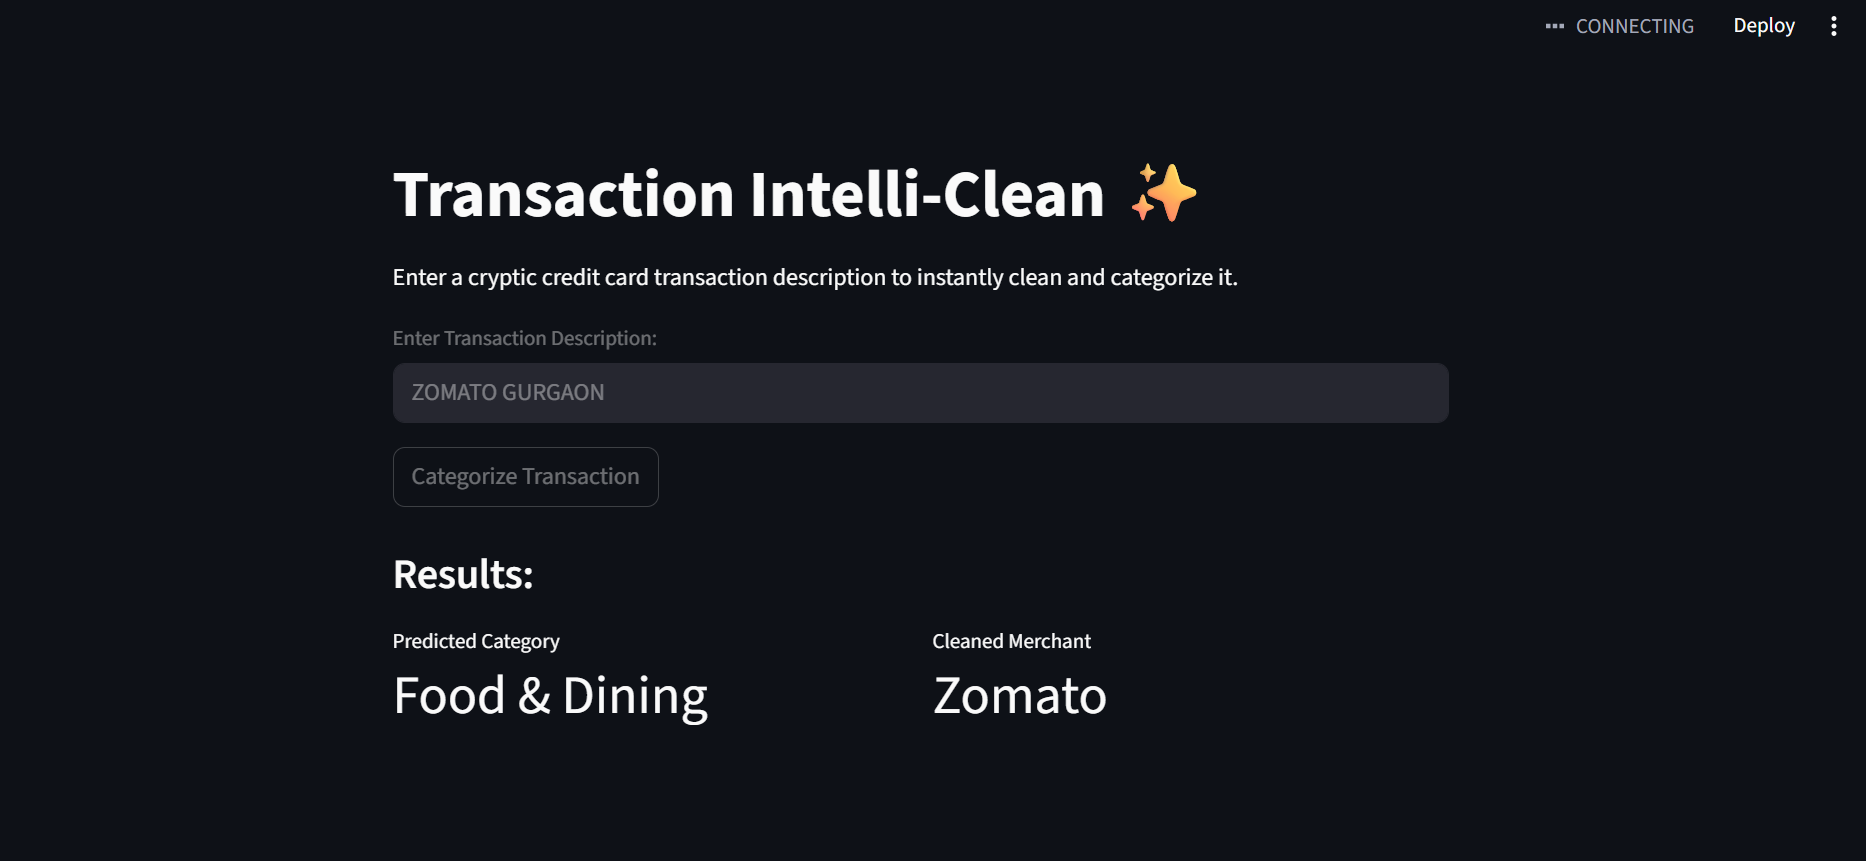 CONNECTING Deploy
Transaction Intelli-Clean
Enter a cryptic credit card transaction description to instantly clean and categorize it.
Enter Transaction Description:
ZOMATO GURGAON
Categorize Transaction
Results:
Predicted Category Cleaned Merchant
Food & Dining Zomato